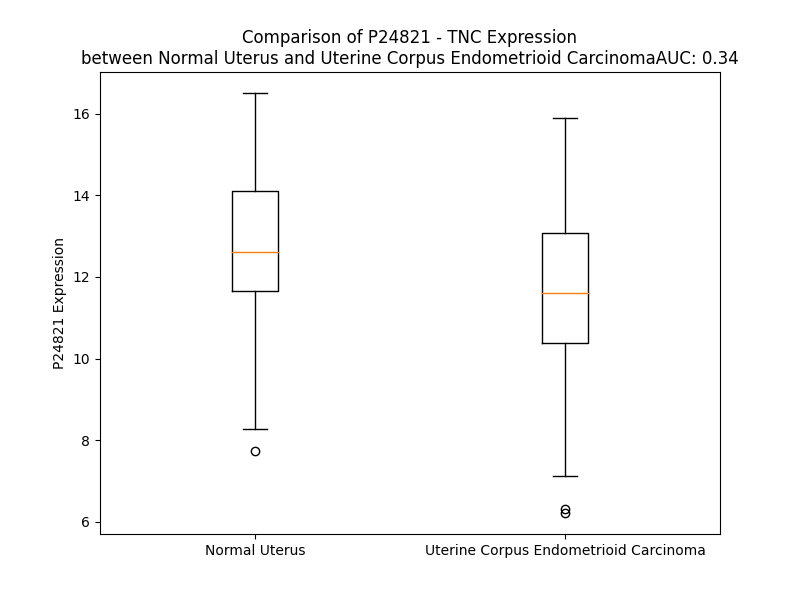 Comparison of P24821 - TNC Expression
between Normal Uterus and Uterine Corpus Endometrioid CarcinomaAUC: 0.34
P24821 Expression
16
14
12
10
8
6
Normal Uterus
Uterine Corpus Endometrioid Carcinoma